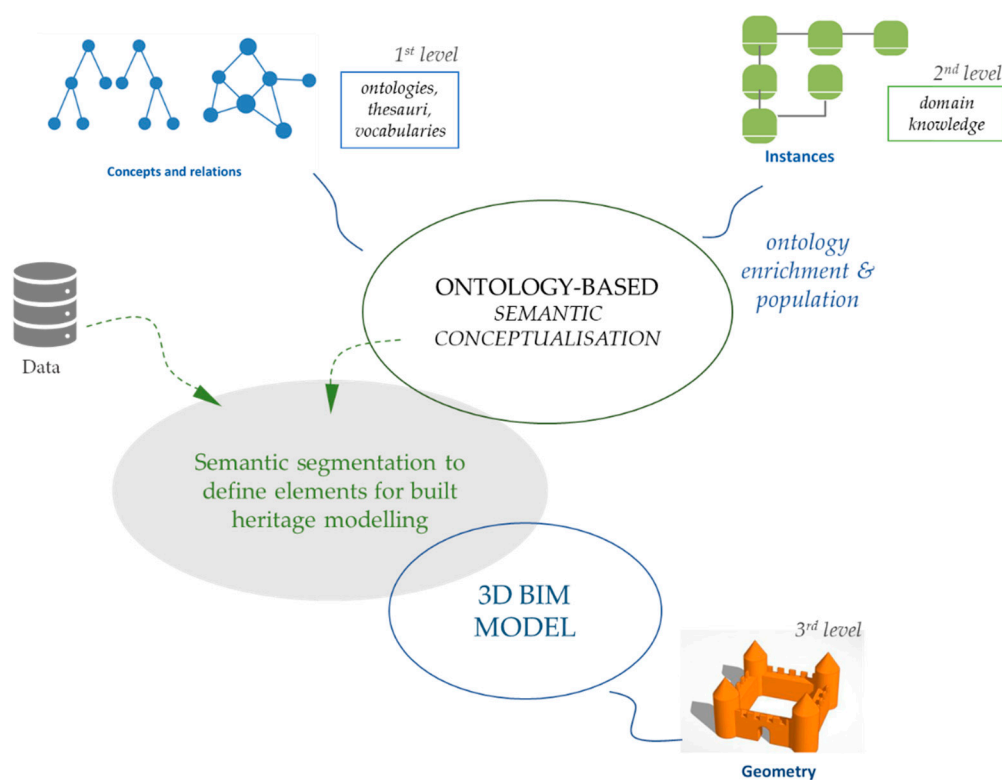 1st level
ontologies,
thesauri,
vocabularies
Concepts and relations
2nd level
domain
knowledge
Instances
ontology
enrichment &
population
ONTOLOGY-BASED
SEMANTIC
CONCEPTUALISATION
Data
Semantic segmentation to
define elements for built
heritage modelling
3D BIM
MODEL
3rd level
Geometry